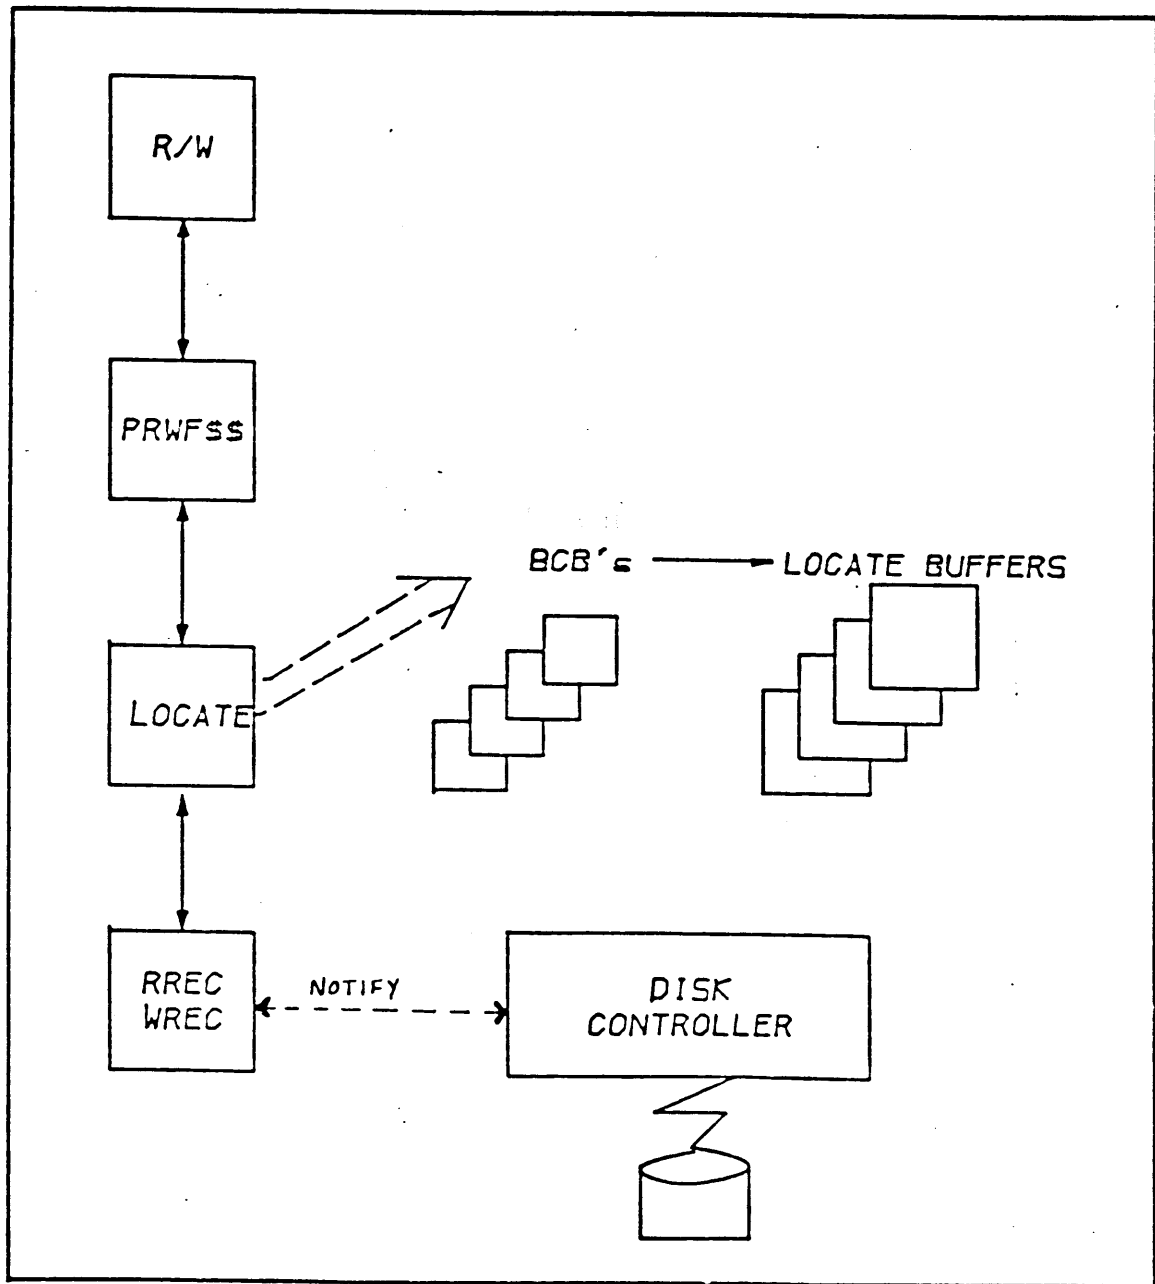 R/W
PRWF$$
BCB's
LOCATE BUFFERS
LOCATE
RREC
WREC
NOTIFY
DISK
CONTROLLER